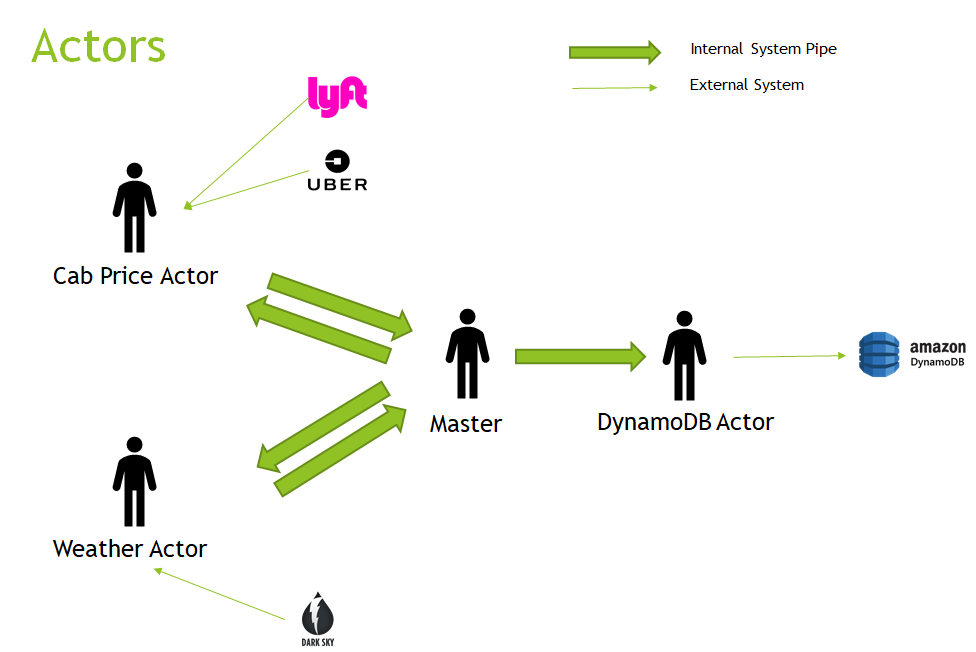 Actors
Internal System Pipe
External System
lyft
UBER
Cab Price Actor
Master
DynamoDB Actor
amazon
DynamoDB
Weather Actor
DARK SKY